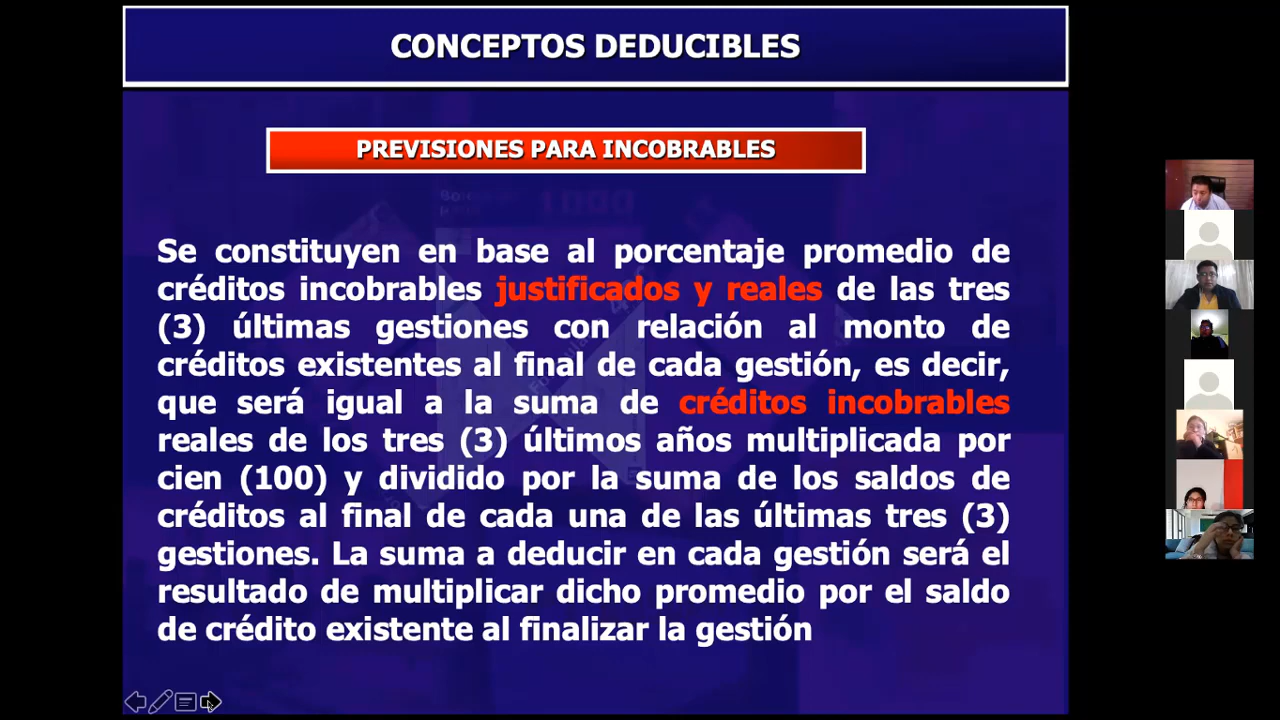 CONCEPTOS DEDUCIBLES
PREVISIONES PARA INCOBRABLES
Se constituyen en base al porcentaje promedio de
créditos incobrables justificados y reales de las tres
(3) últimas gestiones con relación al monto de
créditos existentes al final de cada gestión, es decir,
que será igual a la suma de créditos incobrables
reales de los tres (3) últimos años multiplicada por
cien (100) y dividido por la suma de los saldos de
créditos al final de cada una de las últimas tres (3)
gestiones. La suma a deducir en cada gestión será el
resultado de multiplicar dicho promedio por el saldo
de crédito existente al finalizar la gestión